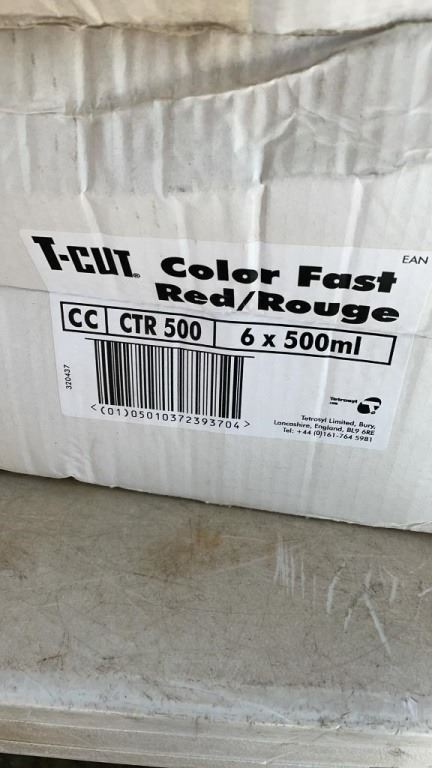 T-CUT® Color Fast
Red/Rouge
EAN
CC CTR 500 6 x 500ml
320437
<(01)05010372393704>
Tetrosyl
Tetrosyl Limited, Bury,
Lancashire, England, BL9 6RE
Tel: +44 (0)161-764 5981